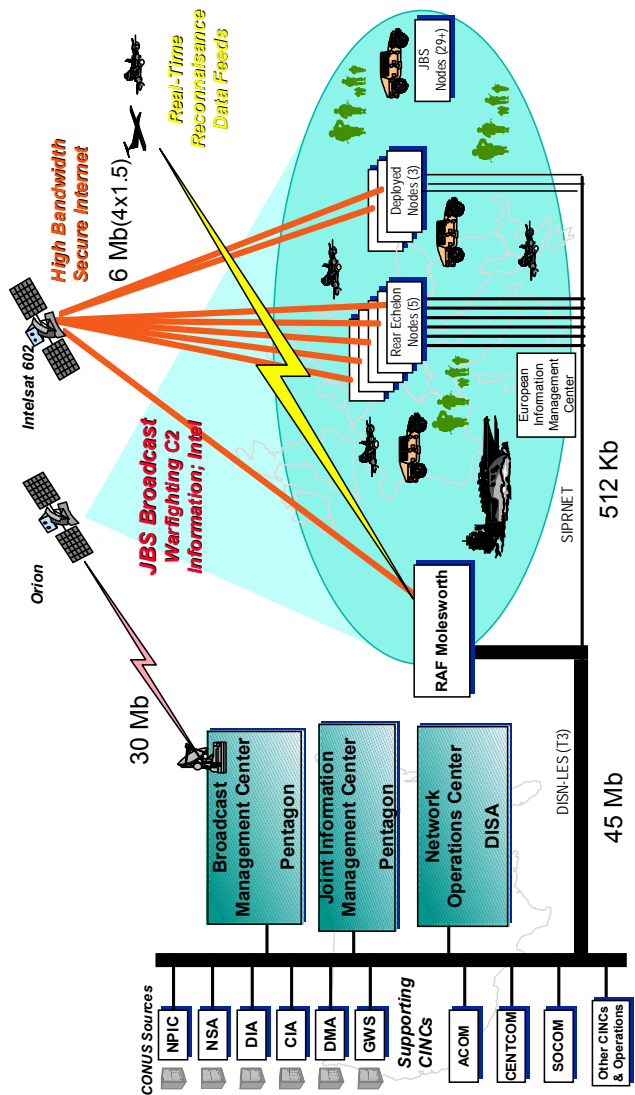 CONUS Sources
NPIC
NSA
DIA
CIA
DMA
GWS
Supporting
CINCs
ACOM
CENTCOM
SOCOM
Other CINCs
& Operations
Broadcast
Management Center
Pentagon
Joint Information
Management Center
Pentagon
Network
Operations Center
DISA
30 Mb
Orion
DISN-LES (T3)
45 Mb
JBS Broadcast
Warfighting C2
Information; Intel
Intelsat 602
High Bandwidth
Secure Internet
6 Mb(4x1.5)
Real-Time
Reconnaisance
Data Feeds
RAF Molesworth
Rear Echelon
Nodes (5)
Deployed
Nodes (3)
JBS
Nodes (29+)
European
Information
Management
Center
SIPRNET
512 Kb